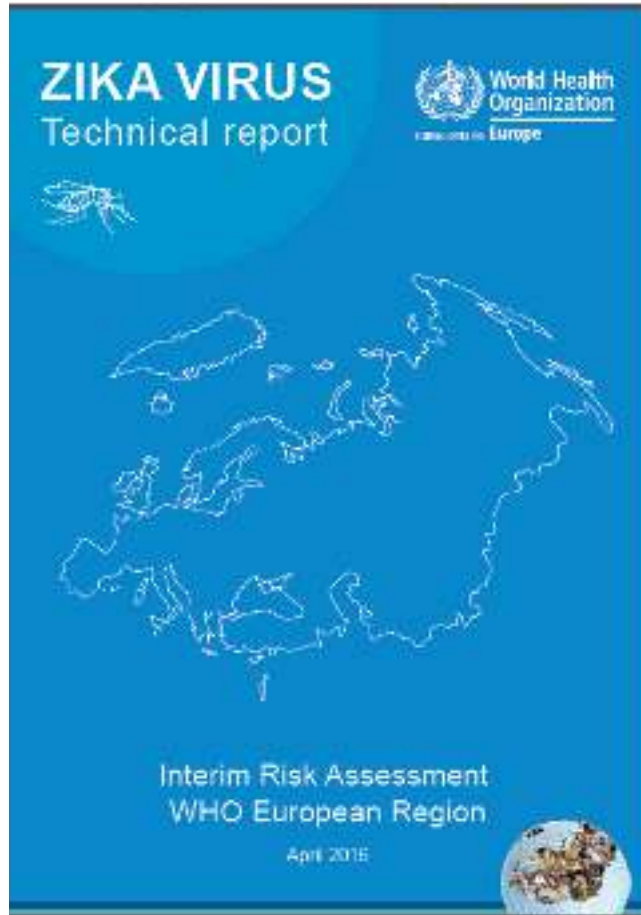 ZIKA VIRUS
Technical report
World Health
Organization
Europe
Interim Risk Assessment
WHO European Region
April 2016